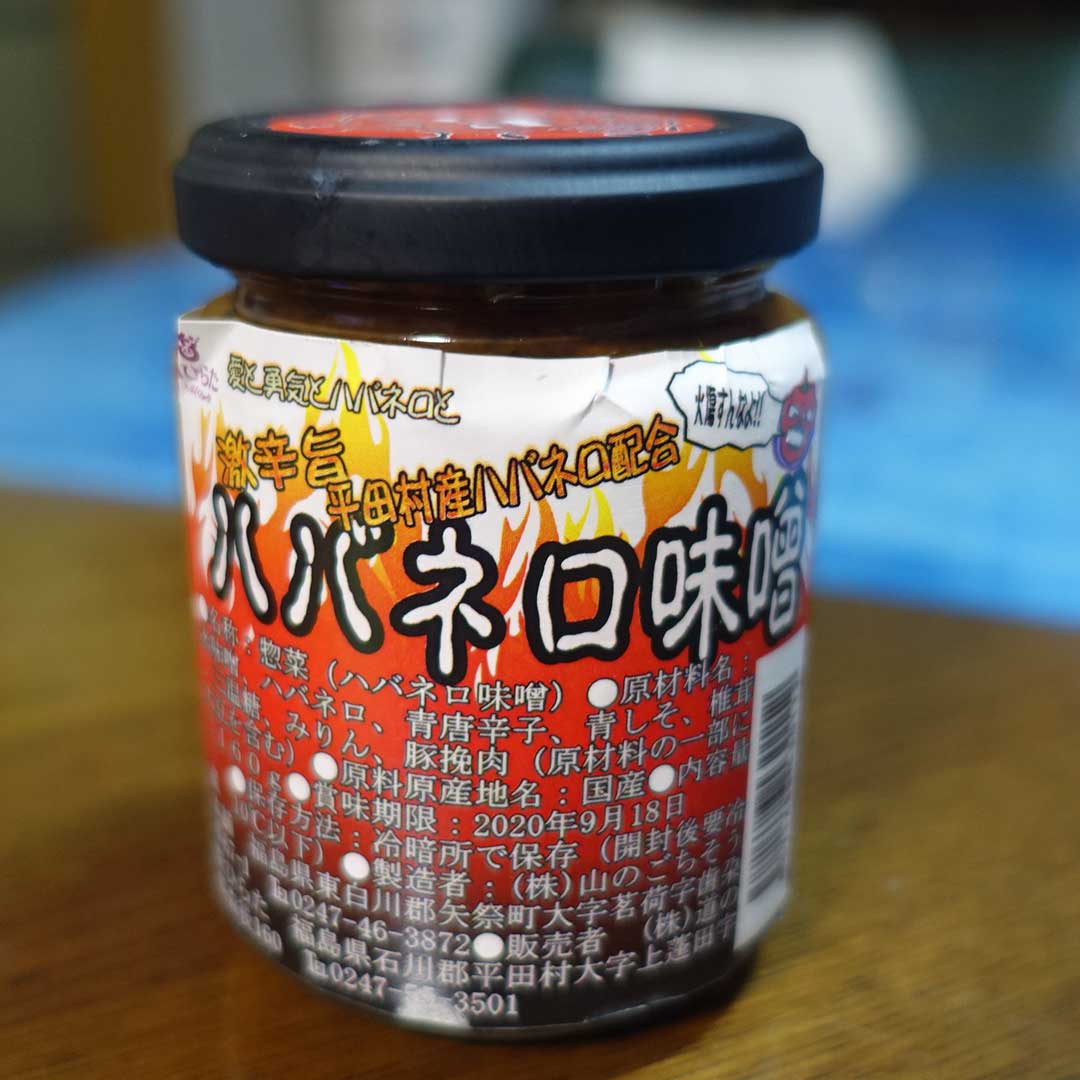 愛と勇気とハバネロと
火傷すんなよ!!
激辛旨
平田村産ハバネロ配合
ハバネロ味噌
名称:惣菜(ハバネロ味噌)●原材料名:
ハバネロ、青唐辛子、青しそ、椎茸
みりん、豚挽肉(原材料の一部に
を含む)●原料原産地名:国産●内容量
160g●賞味期限:2020年9月18日
●保存方法:冷暗所で保存(開封後要冷
10℃以下)●製造者:(株)山のごちそう
福島県東白川郡矢祭町大字茗荷字
℡0247-46-3872●販売者 (株)道の
福島県石川郡平田村大字上蓬田字
℡0247-3501